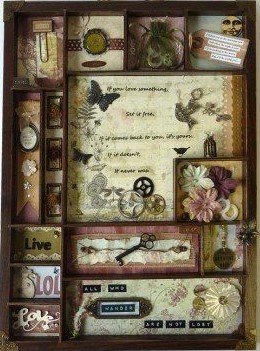 If you love something,
Set it free,
If it comes back to you, it's yours.
If it doesn't,
It never was.
Live
LOL
Love
ALL WHO
WANDER
ARE NOT LOST